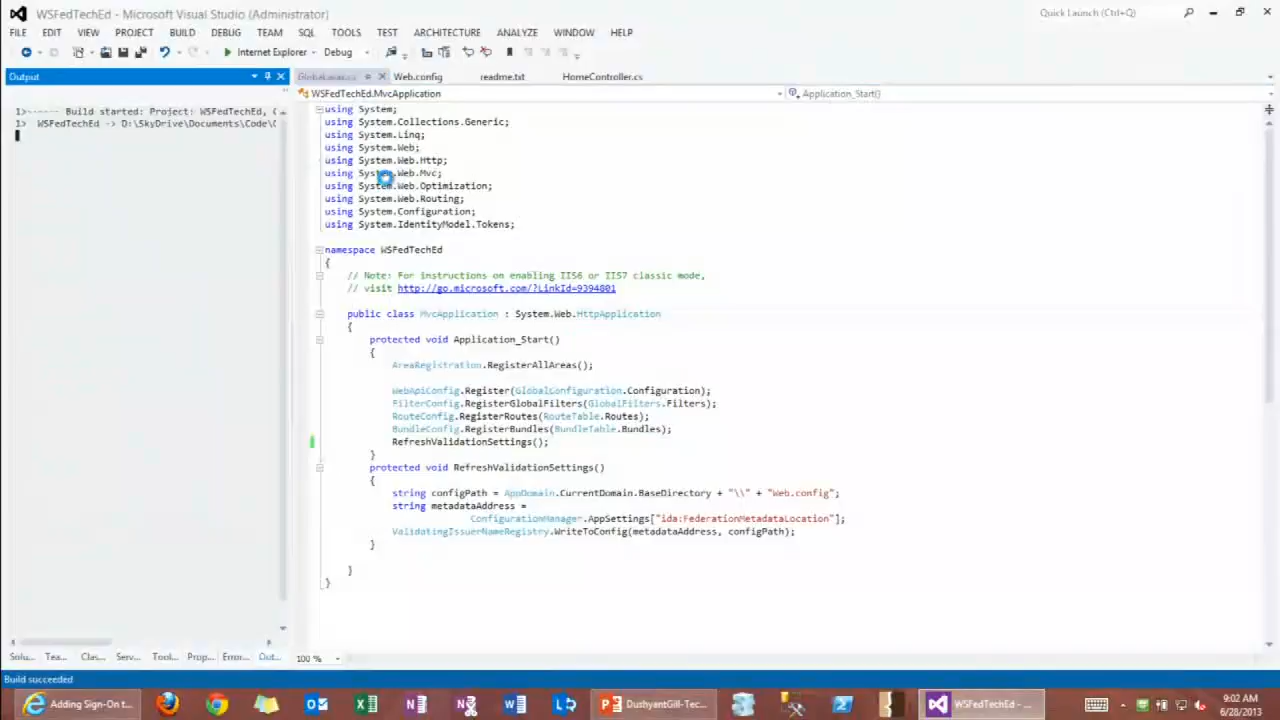 WSFedTechEd - Microsoft Visual Studio (Administrator)
Quick Launch (Ctrl+Q)
FILE EDIT VIEW PROJECT BUILD DEBUG TEAM SQL TOOLS TEST ARCHITECTURE ANALYZE WINDOW HELP
Internet Explorer Debug
Output
Global.asax.cs Web.config readme.txt HomeController.cs
WSFedTechEd.MvcApplication Application_Start()
1>------ Build started: Project: WSFedTechEd, C
1> WSFedTechEd -> D:\SkyDrive\Documents\Code\C
using System;
using System.Collections.Generic;
using System.Linq;
using System.Web;
using System.Web.Http;
using System.Web.Mvc;
using System.Web.Optimization;
using System.Web.Routing;
using System.Configuration;
using System.IdentityModel.Tokens;
namespace WSFedTechEd
{
// Note: For instructions on enabling IIS6 or IIS7 classic mode,
// visit http://go.microsoft.com/?LinkId=9394801
public class MvcApplication : System.Web.HttpApplication
{
protected void Application_Start()
{
AreaRegistration.RegisterAllAreas();
WebApiConfig.Register(GlobalConfiguration.Configuration);
FilterConfig.RegisterGlobalFilters(GlobalFilters.Filters);
RouteConfig.RegisterRoutes(RouteTable.Routes);
BundleConfig.RegisterBundles(BundleTable.Bundles);
RefreshValidationSettings();
}
protected void RefreshValidationSettings()
{
string configPath = AppDomain.CurrentDomain.BaseDirectory + "\\" + "Web.config";
string metadataAddress =
ConfigurationManager.AppSettings["ida:FederationMetadataLocation"];
ValidatingIssuerNameRegistry.WriteToConfig(metadataAddress, configPath);
}
}
}
Solu... Tea... Clas... Serv... Tool... Prop... Error... Out...
100 %
Build succeeded
Adding Sign-On t...
DushyantGill-Tec...
WSFedTechEd - ...
9:02 AM
6/28/2013